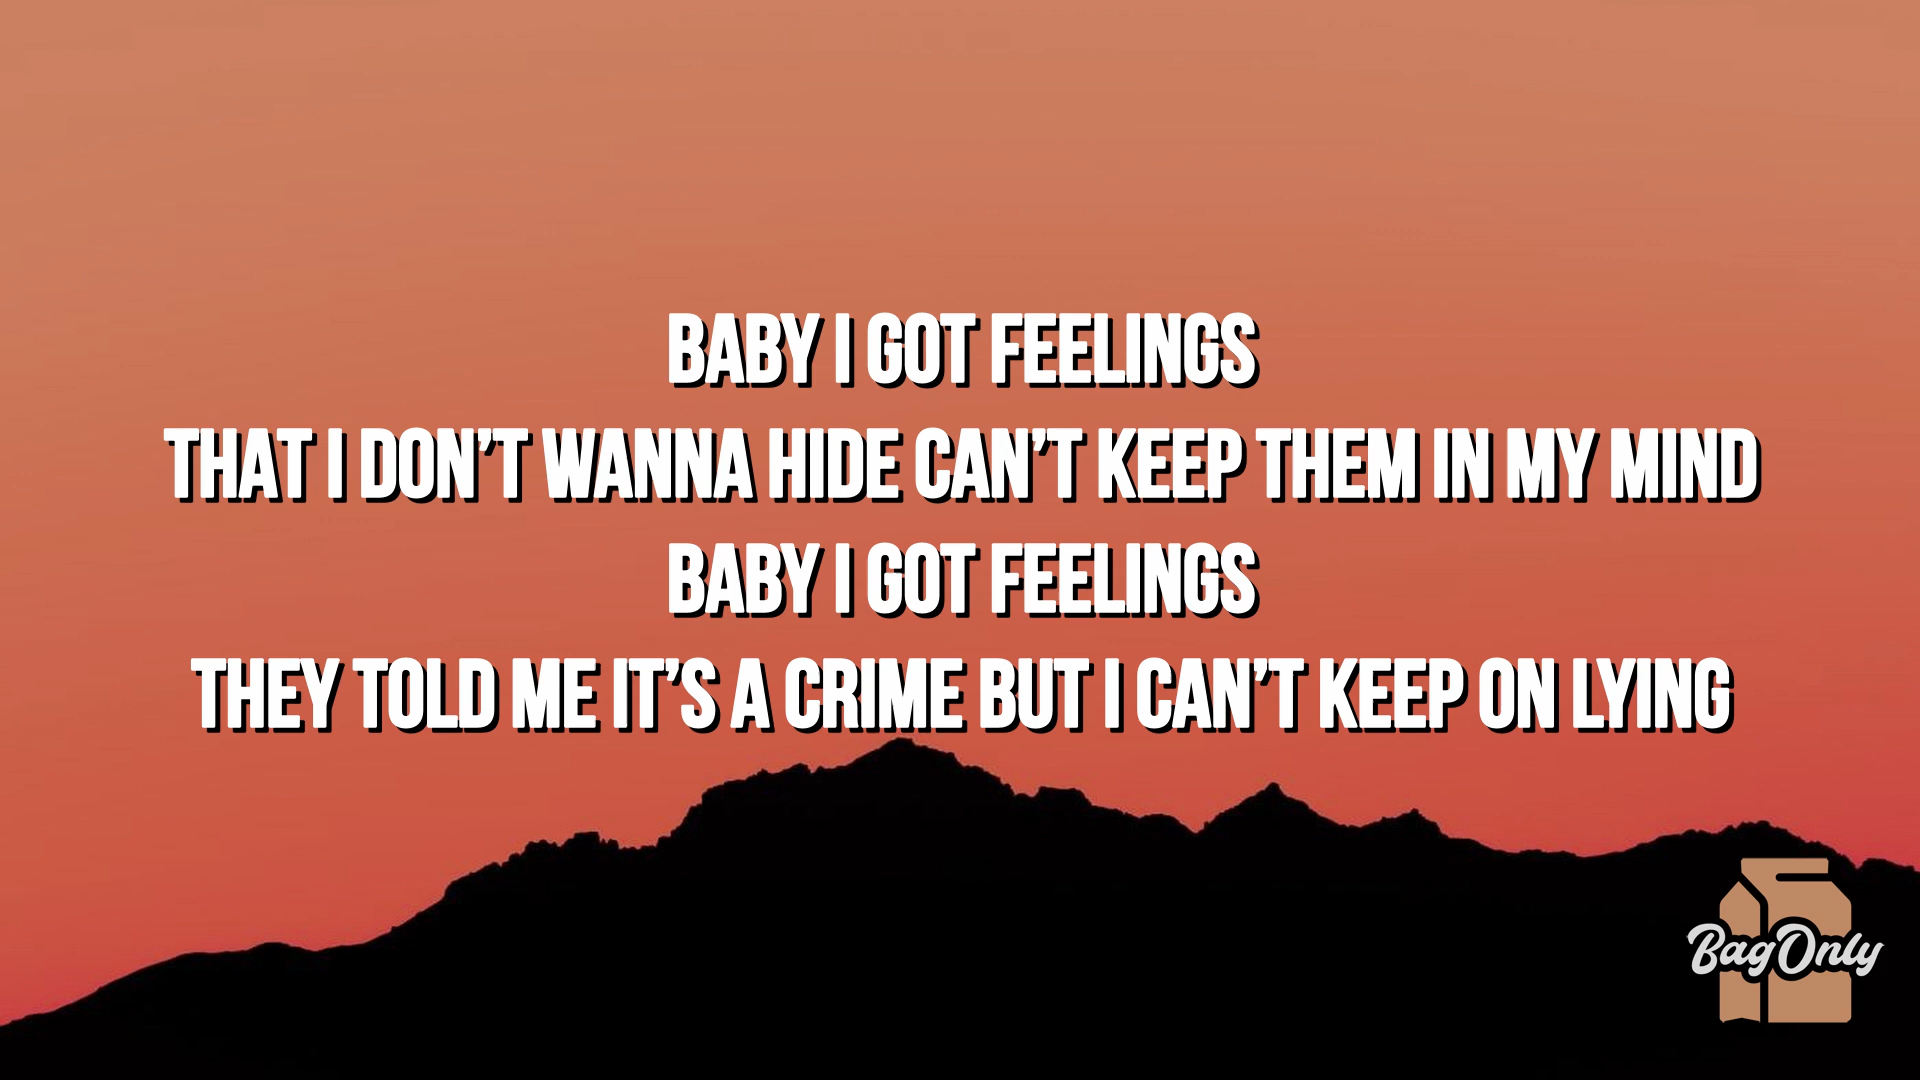 BABY I GOT FEELINGS
THAT I DON’T WANNA HIDE CAN’T KEEP THEM IN MY MIND
BABY I GOT FEELINGS
THEY TOLD ME IT’S A CRIME BUT I CAN’T KEEP ON LYING
BagOnly